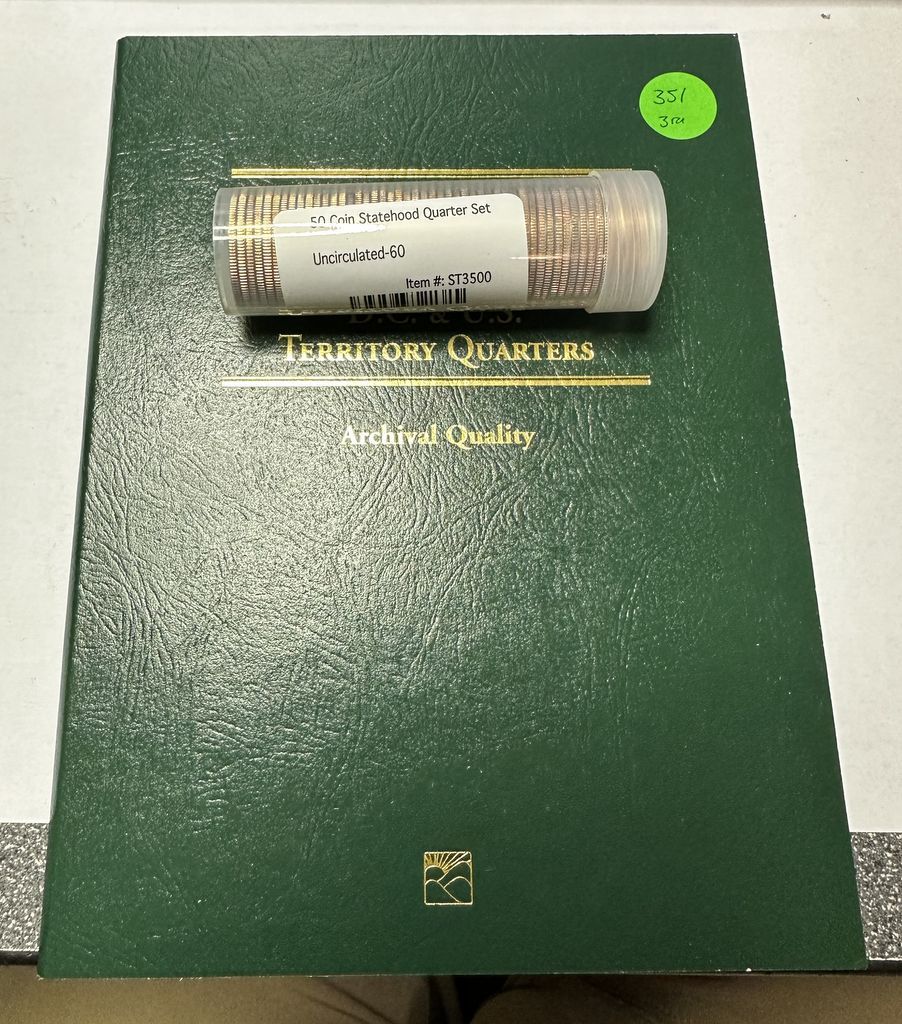 351
3rd
50 Coin Statehood Quarter Set
Uncirculated-60
Item #: ST3500
D.C. & U.S.
Territory Quarters
Archival Quality